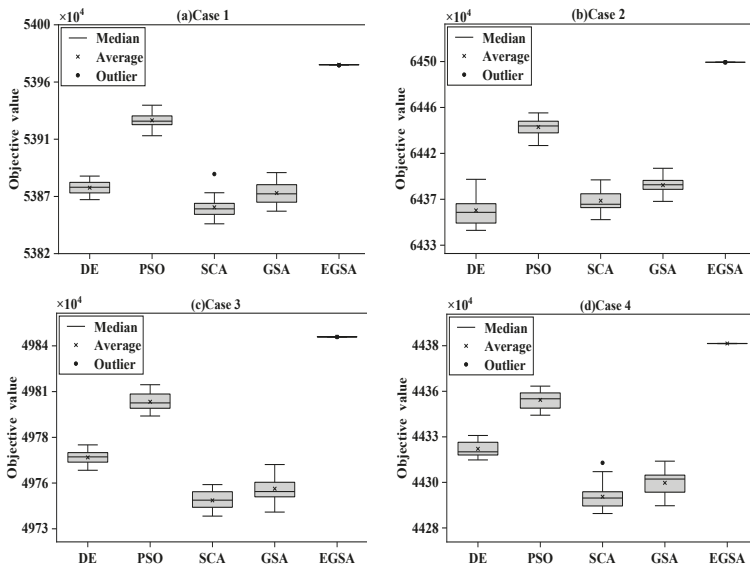 (a)Case 1
×10⁴
5400
5396
5391
5387
5382
Objective value
Median
Average
Outlier
DE PSO SCA GSA EGSA
(b)Case 2
×10⁴
6450
6446
6442
6437
6433
Objective value
Median
Average
Outlier
DE PSO SCA GSA EGSA
(c)Case 3
×10⁴
4984
4981
4978
4976
4973
Objective value
Median
Average
Outlier
DE PSO SCA GSA EGSA
(d)Case 4
×10⁴
4438
4436
4433
4430
4428
Objective value
Median
Average
Outlier
DE PSO SCA GSA EGSA